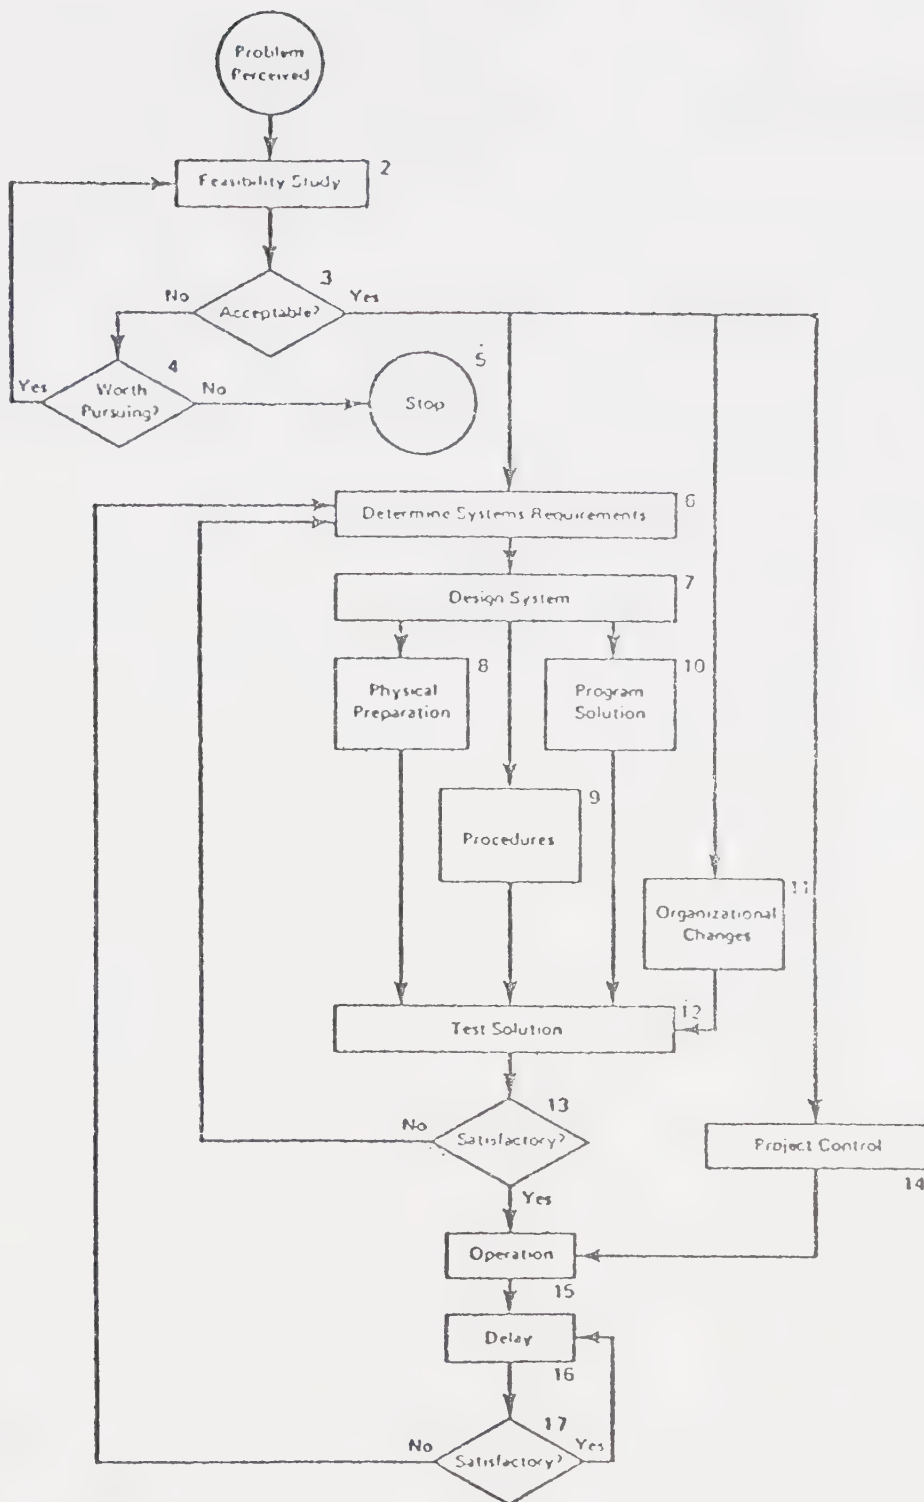 Problem
Perceived
2
Feasibility Study
3
No
Yes
Acceptable?
4
5
Yes
No
Worth
Pursuing?
Stop
6
Determine Systems Requirements
7
Design System
8
10
Physical
Preparation
Program
Solution
9
Procedures
11
Organizational
Changes
12
Test Solution
13
No
Satisfactory?
Project Control
14
Yes
Operation
15
Delay
16
17
No
Yes
Satisfactory?